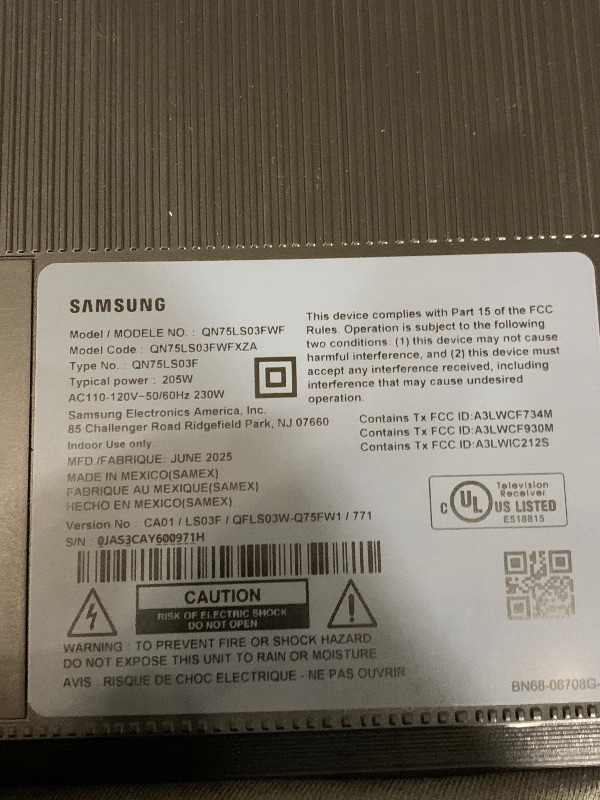 SAMSUNG
Model / MODELE NO. : QN75LS03FWF
Model Code : QN75LS03FWFXZA
Type No. : QN75LS03F
Typical power : 205W
AC110-120V~50/60Hz 230W
Samsung Electronics America, Inc.
85 Challenger Road Ridgefield Park, NJ 07660
Indoor Use only.
MFD /FABRIQUE: JUNE 2025
MADE IN MEXICO(SAMEX)
FABRIQUE AU MEXIQUE(SAMEX)
HECHO EN MEXICO(SAMEX)
Version No : CA01 / LS03F / QFLS03W-Q75FW1 / 771
S/N : 0JAS3CAY600971H
This device complies with Part 15 of the FCC
Rules. Operation is subject to the following
two conditions: (1) this device may not cause
harmful interference, and (2) this device must
accept any interference received, including
interference that may cause undesired
operation.
Contains Tx FCC ID:A3LWCF734M
Contains Tx FCC ID:A3LWCF930M
Contains Tx FCC ID:A3LWIC212S
Television
Receiver
C UL US LISTED
E518815
CAUTION
RISK OF ELECTRIC SHOCK
DO NOT OPEN
WARNING : TO PREVENT FIRE OR SHOCK HAZARD
DO NOT EXPOSE THIS UNIT TO RAIN OR MOISTURE
AVIS : RISQUE DE CHOC ELECTRIQUE - NE PAS OUVRIR
BN68-06708G-